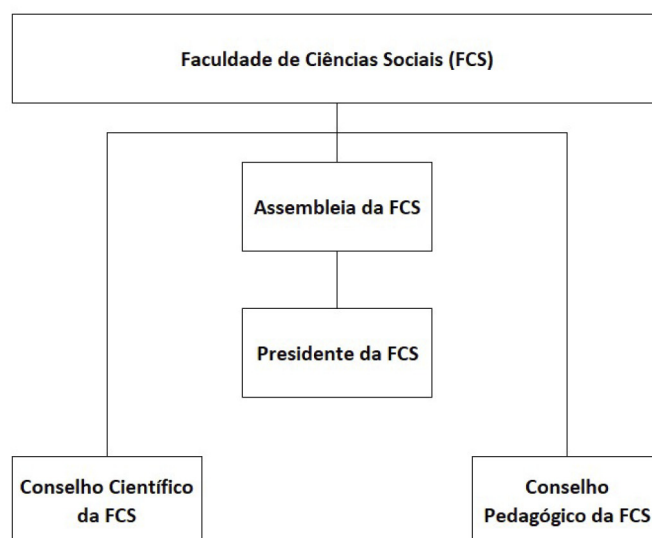 Faculdade de Ciências Sociais (FCS)
Assembleia da FCS
Presidente da FCS
Conselho Científico
da FCS
Conselho
Pedagógico da FCS